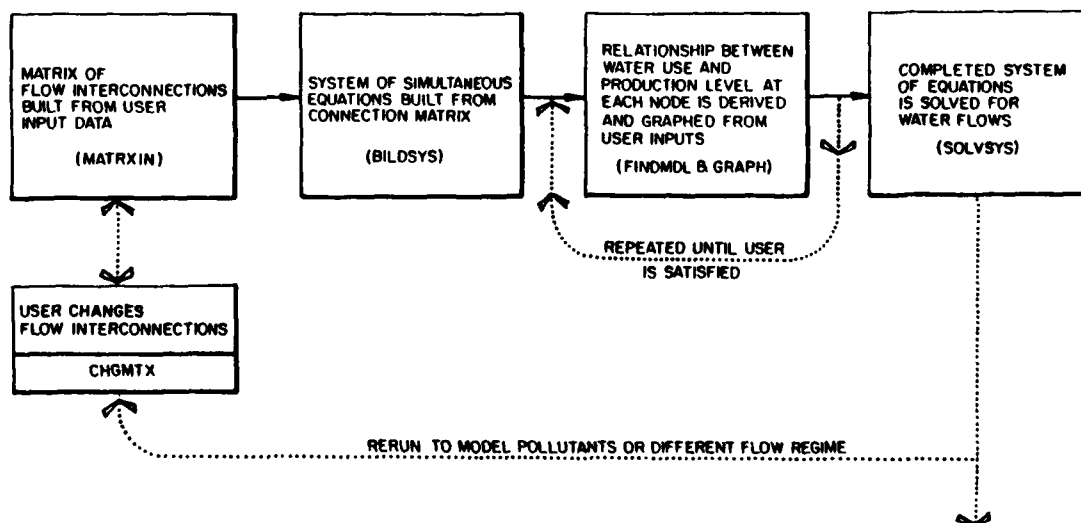 MATRIX OF
FLOW INTERCONNECTIONS
BUILT FROM USER
INPUT DATA
(MATRXIN)
SYSTEM OF SIMULTANEOUS
EQUATIONS BUILT FROM
CONNECTION MATRIX
(BILDSYS)
RELATIONSHIP BETWEEN
WATER USE AND
PRODUCTION LEVEL AT
EACH NODE IS DERIVED
AND GRAPHED FROM
USER INPUTS
(FINDMDL & GRAPH)
COMPLETED SYSTEM
OF EQUATIONS
IS SOLVED FOR
WATER FLOWS
(SOLVSYS)
REPEATED UNTIL USER
IS SATISFIED
USER CHANGES
FLOW INTERCONNECTIONS
CHGMTX
RERUN TO MODEL POLLUTANTS OR DIFFERENT FLOW REGIME